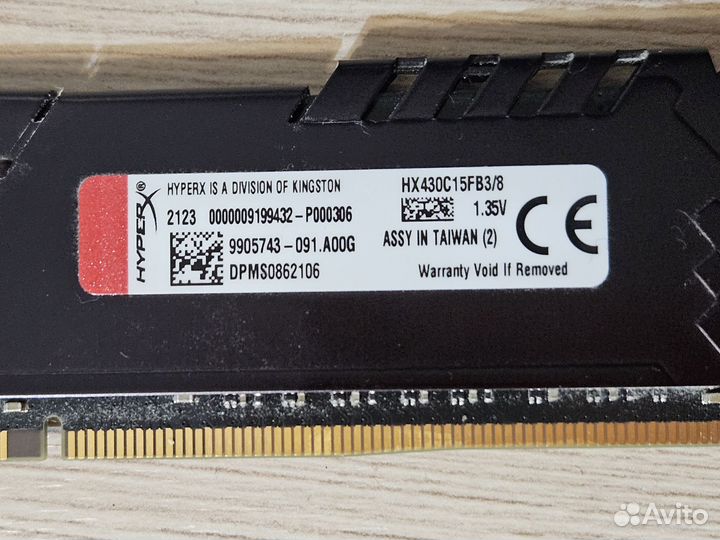 HYPERX ®
HYPERX IS A DIVISION OF KINGSTON
2123 0000009199432-P000306
9905743-091.A00G
DPMS0862106
HX430C15FB3/8
1.35V
ASSY IN TAIWAN (2)
CE
Warranty Void If Removed
Avito